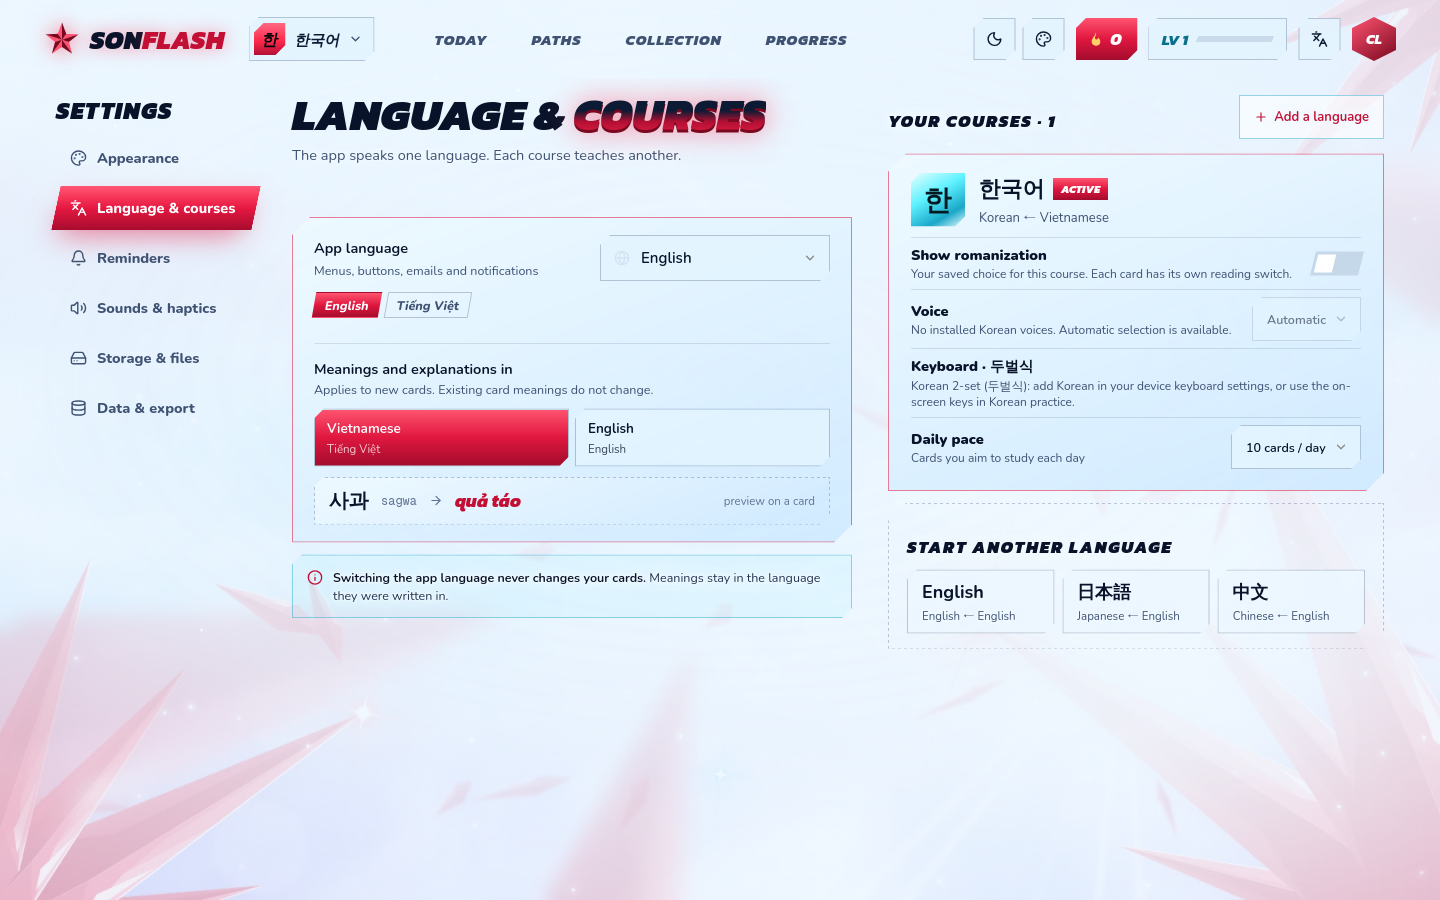 SONFLASH
한 한국어
TODAY
PATHS
COLLECTION
PROGRESS
0
LV 1
CL
SETTINGS
Appearance
Language & courses
Reminders
Sounds & haptics
Storage & files
Data & export
LANGUAGE & COURSES
The app speaks one language. Each course teaches another.
App language
Menus, buttons, emails and notifications
English
English
Tiếng Việt
Meanings and explanations in
Applies to new cards. Existing card meanings do not change.
Vietnamese
Tiếng Việt
English
English
사과 sagwa → quả táo
preview on a card
Switching the app language never changes your cards. Meanings stay in the language
they were written in.
YOUR COURSES · 1
+ Add a language
한
한국어 ACTIVE
Korean ← Vietnamese
Show romanization
Your saved choice for this course. Each card has its own reading switch.
Voice
No installed Korean voices. Automatic selection is available.
Automatic
Keyboard · 두벌식
Korean 2-set (두벌식): add Korean in your device keyboard settings, or use the on-
screen keys in Korean practice.
Daily pace
Cards you aim to study each day
10 cards / day
START ANOTHER LANGUAGE
English
English ← English
日本語
Japanese ← English
中文
Chinese ← English